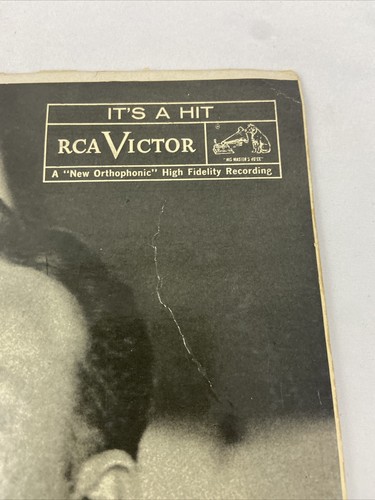 IT'S A HIT
RCA VICTOR
"HIS MASTER'S VOICE"
A "New Orthophonic" High Fidelity Recording